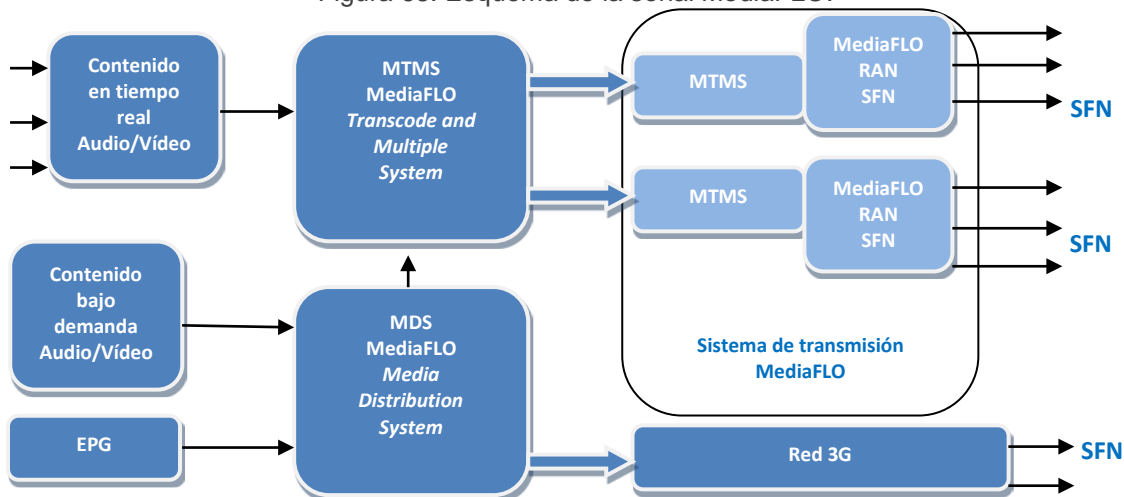 Contenido
en tiempo
real
Audio/Vídeo
MTMS
MediaFLO
Transcode and
Multiple
System
MTMS
MediaFLO
RAN
SFN
SFN
MTMS
MediaFLO
RAN
SFN
SFN
Contenido
bajo
demanda
Audio/Vídeo
MDS
MediaFLO
Media
Distribution
System
Sistema de transmisión
MediaFLO
EPG
Red 3G
SFN